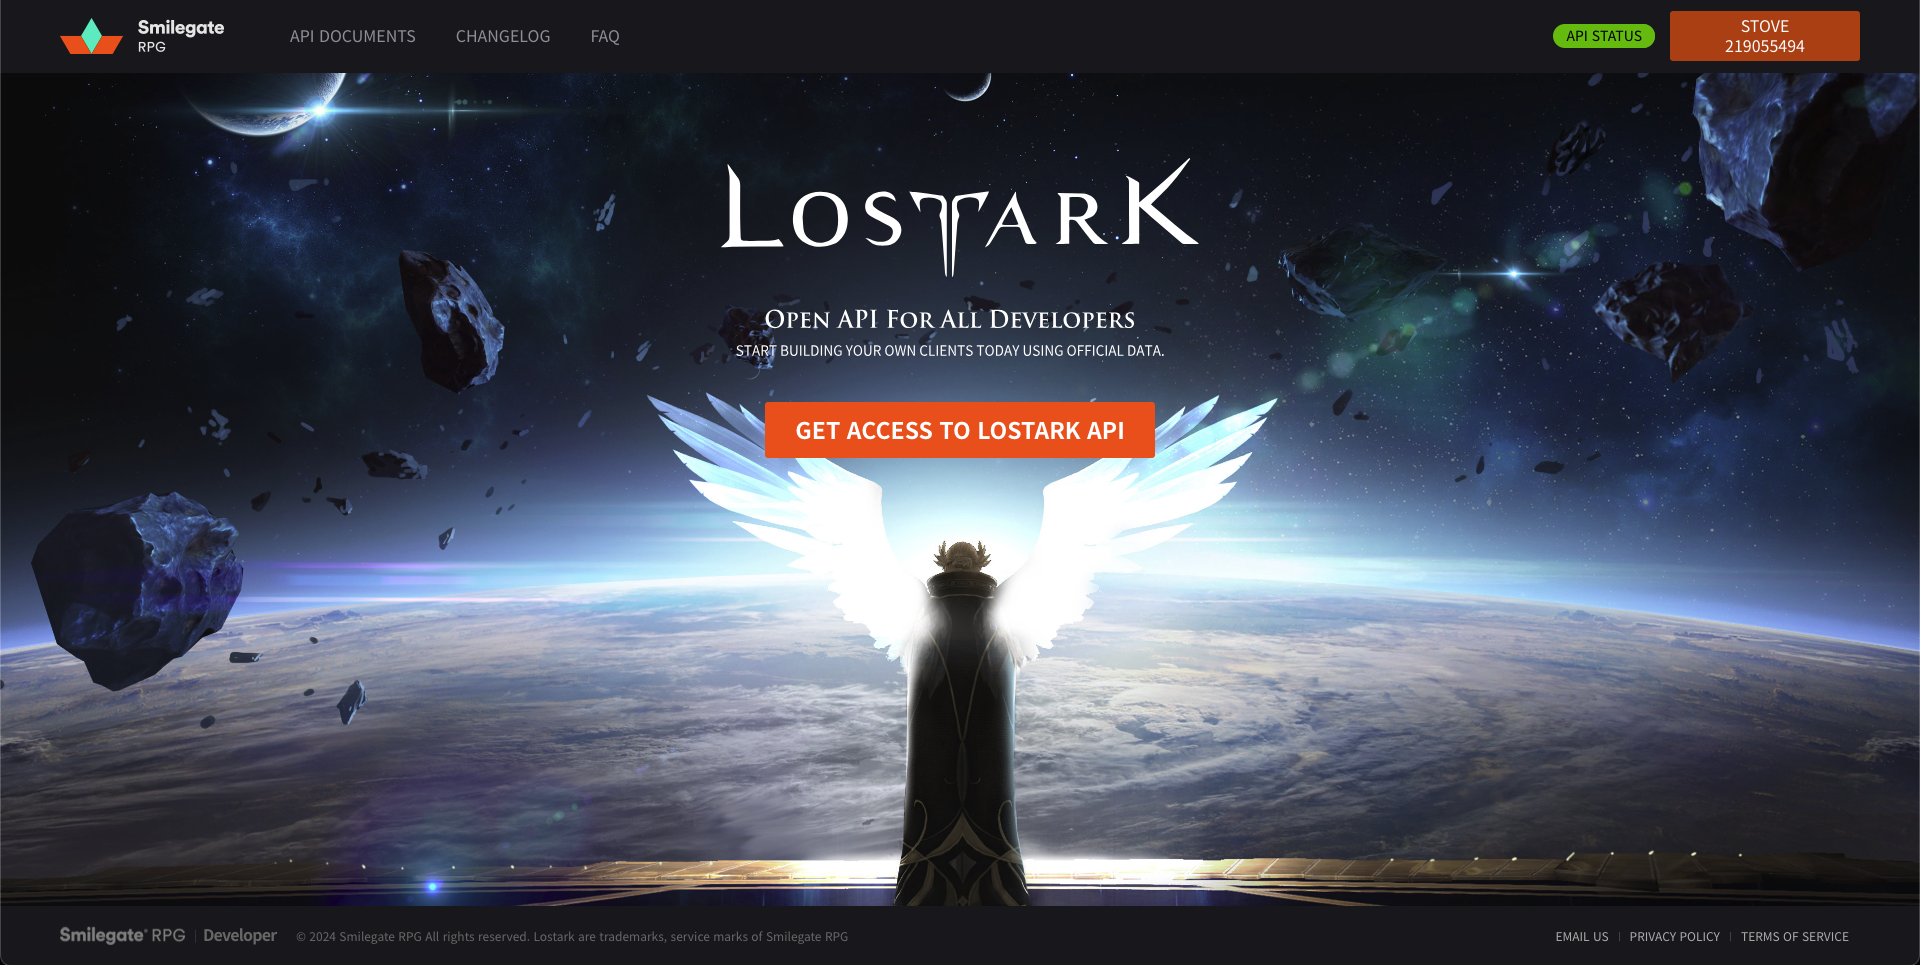 Smilegate
RPG
API DOCUMENTS
CHANGELOG
FAQ
API STATUS
STOVE
219055494
LOSTARK
OPEN API FOR ALL DEVELOPERS
START BUILDING YOUR OWN CLIENTS TODAY USING OFFICIAL DATA.
GET ACCESS TO LOSTARK API
Smilegate RPG | Developer
© 2024 Smilegate RPG All rights reserved. Lostark are trademarks, service marks of Smilegate RPG
EMAIL US | PRIVACY POLICY | TERMS OF SERVICE